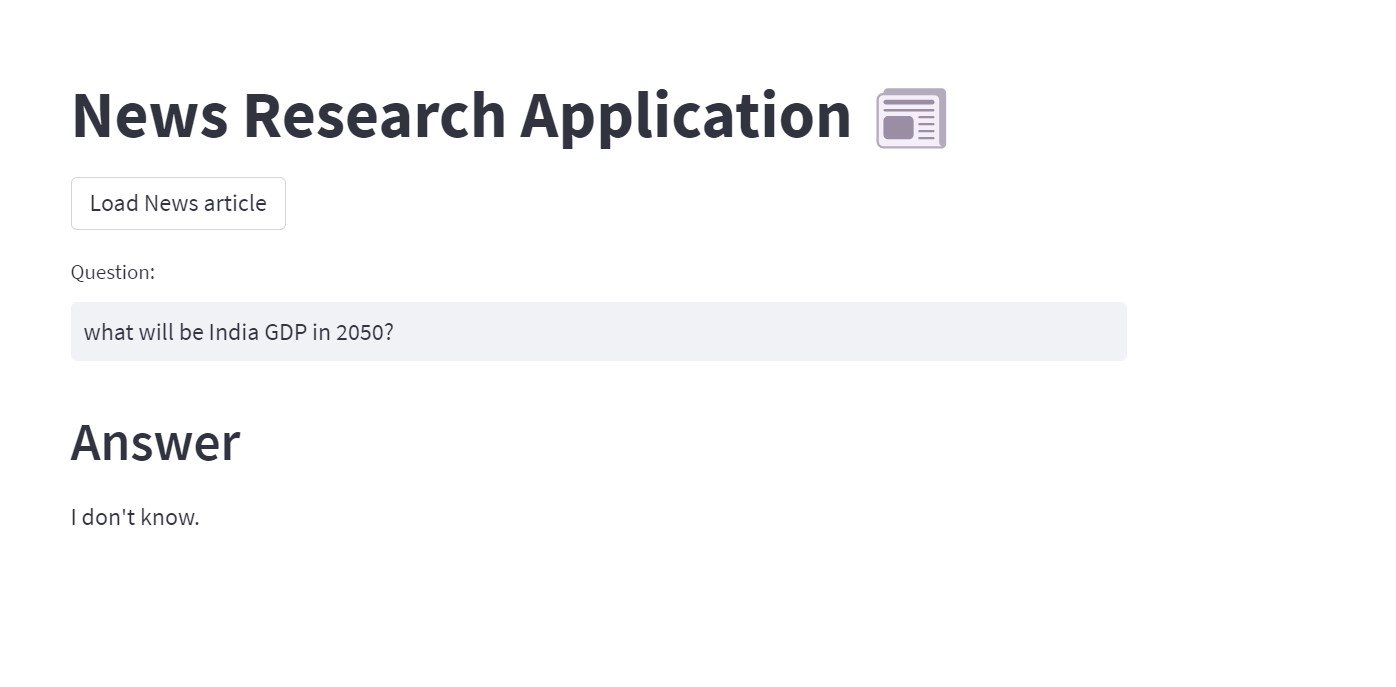 News Research Application
Load News article
Question:
what will be India GDP in 2050?
Answer
I don't know.